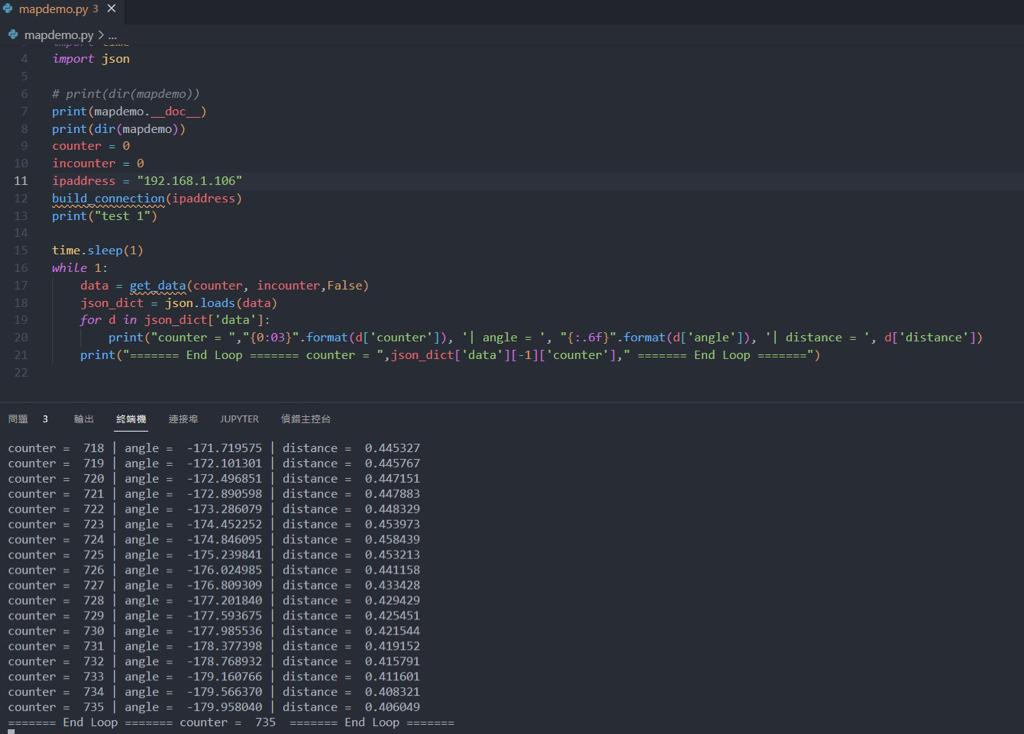 mapdemo.py 3 ×
mapdemo.py > ...
import time
4 import json
5
6 # print(dir(mapdemo))
7 print(mapdemo.__doc__)
8 print(dir(mapdemo))
9 counter = 0
10 incounter = 0
11 ipaddress = "192.168.1.106"
12 build_connection(ipaddress)
13 print("test 1")
14
15 time.sleep(1)
16 while 1:
17 data = get_data(counter, incounter,False)
18 json_dict = json.loads(data)
19 for d in json_dict['data']:
20 print("counter = ","{0:03}".format(d['counter']), '| angle = ', "{:.6f}".format(d['angle']), '| distance = ', d['distance'])
21 print("======= End Loop ======= counter = ",json_dict['data'][-1]['counter']," ======= End Loop =======")
22
問題 3 輸出 終端機 連接埠 JUPYTER 偵錯主控台
counter =  718 | angle =  -171.719575 | distance =  0.445327
counter =  719 | angle =  -172.101301 | distance =  0.445767
counter =  720 | angle =  -172.496851 | distance =  0.447151
counter =  721 | angle =  -172.890598 | distance =  0.447883
counter =  722 | angle =  -173.286079 | distance =  0.448329
counter =  723 | angle =  -174.452252 | distance =  0.453973
counter =  724 | angle =  -174.846095 | distance =  0.458439
counter =  725 | angle =  -175.239841 | distance =  0.453213
counter =  726 | angle =  -176.024985 | distance =  0.441158
counter =  727 | angle =  -176.809309 | distance =  0.433428
counter =  728 | angle =  -177.201840 | distance =  0.429429
counter =  729 | angle =  -177.593675 | distance =  0.425451
counter =  730 | angle =  -177.985536 | distance =  0.421544
counter =  731 | angle =  -178.377398 | distance =  0.419152
counter =  732 | angle =  -178.768932 | distance =  0.415791
counter =  733 | angle =  -179.160766 | distance =  0.411601
counter =  734 | angle =  -179.566370 | distance =  0.408321
counter =  735 | angle =  -179.958040 | distance =  0.406049
======= End Loop ======= counter =  735  ======= End Loop =======